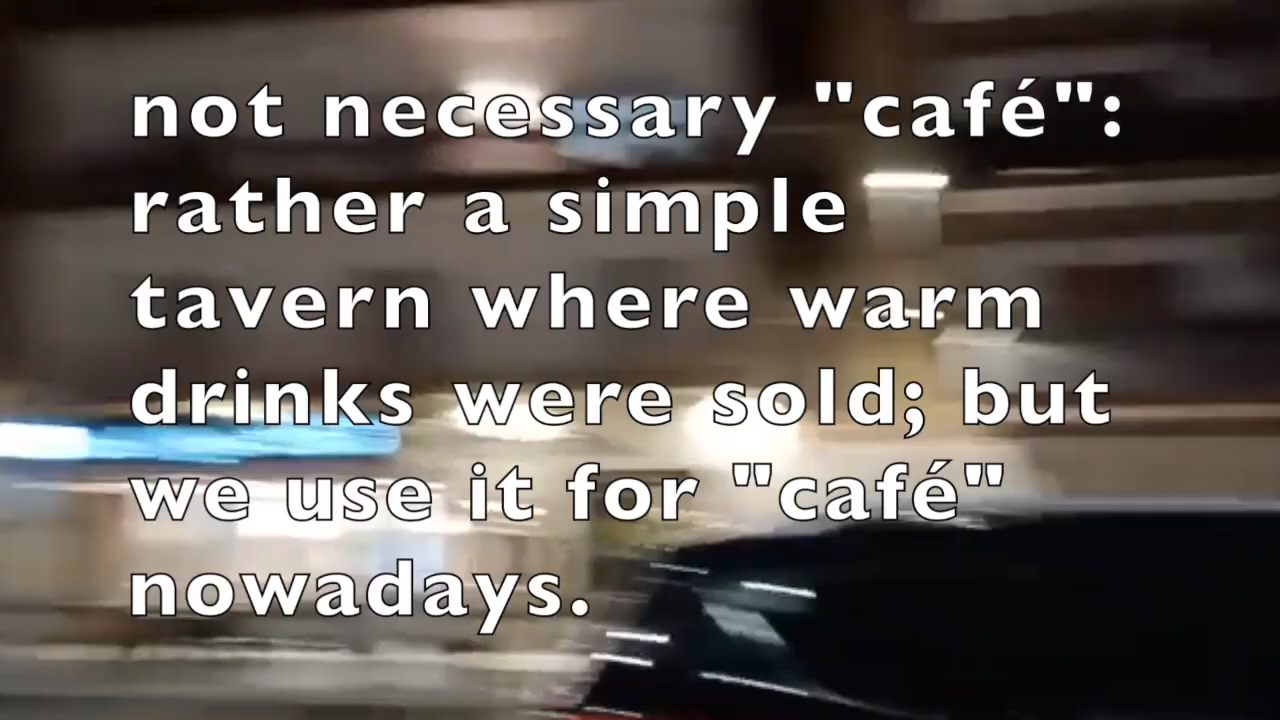 not necessary "café":
rather a simple
tavern where warm
drinks were sold; but
we use it for "café"
nowadays.